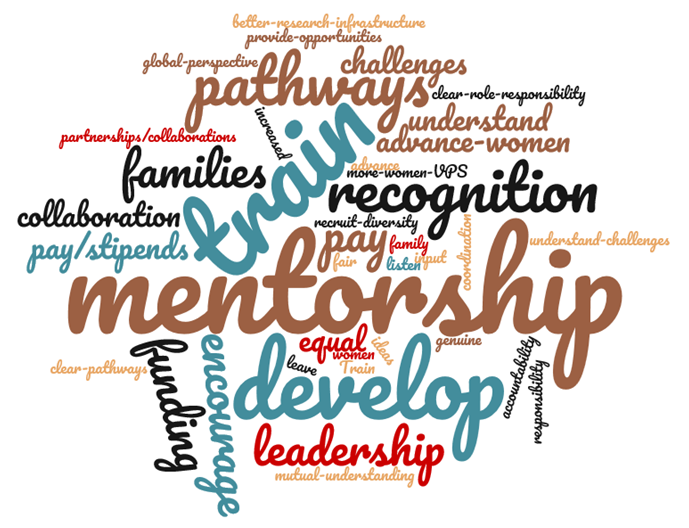 better-research-infrastructure
provide-opportunities
global-perspective
challenges
pathways
clear-role-responsibility
increased
understand
partnerships/collaborations
train
advance-women
advance
families
more-women-VPS
recognition
collaboration
recruit-diversity
pay/stipends
pay
family
coordination
understand-challenges
fair
listen
input
mentorship
equal
women
ideas
genuine
clear-pathways
funding
encourage
leave
Train
develop
accountability
responsibility
leadership
mutual-understanding